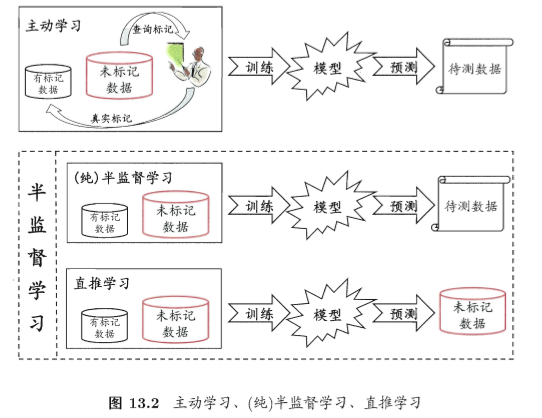 主动学习
查询标记
有标记
数据
未标记
数据
真实标记
训练
模型
预测
待测数据
半监督学习
(纯)半监督学习
有标记
数据
未标记
数据
训练
模型
预测
待测数据
直推学习
有标记
数据
未标记
数据
训练
模型
预测
未标记
数据
图 13.2 主动学习、(纯)半监督学习、直推学习